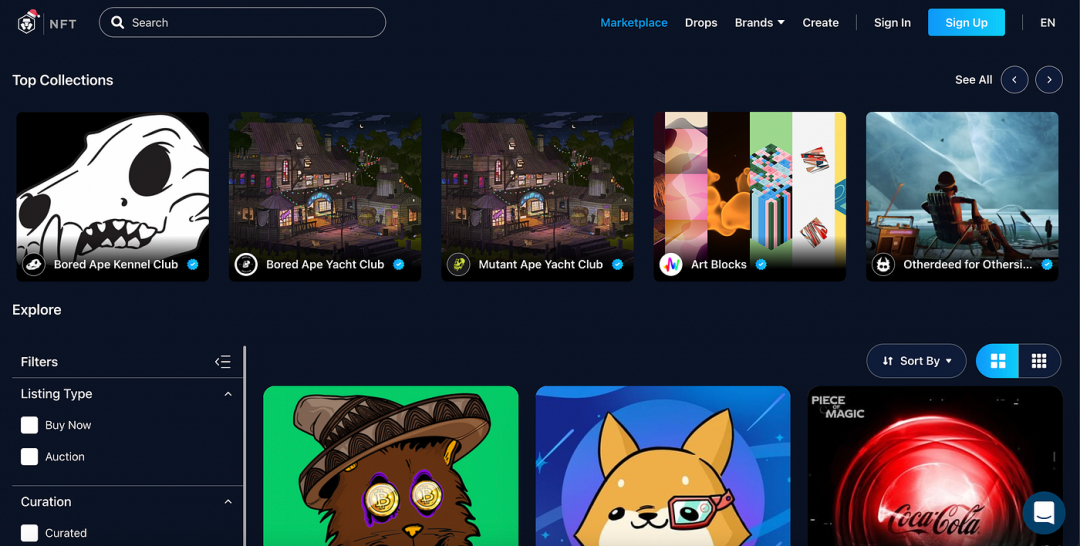 NFT
Search
Marketplace
Drops
Brands
Create
Sign In
Sign Up
EN
Top Collections
See All
Bored Ape Kennel Club
Bored Ape Yacht Club
Mutant Ape Yacht Club
Art Blocks
Otherdeed for Othersi...
Explore
Filters
Sort By
Listing Type
Buy Now
Auction
Curation
Curated
PIECE
OF
MAGIC
Coca-Cola